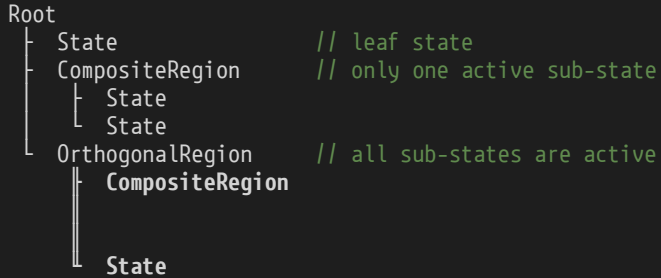 Root
├ State // leaf state
├ CompositeRegion // only one active sub-state
│ ├ State
│ └ State
└ OrthogonalRegion // all sub-states are active
╟ CompositeRegion
╙ State